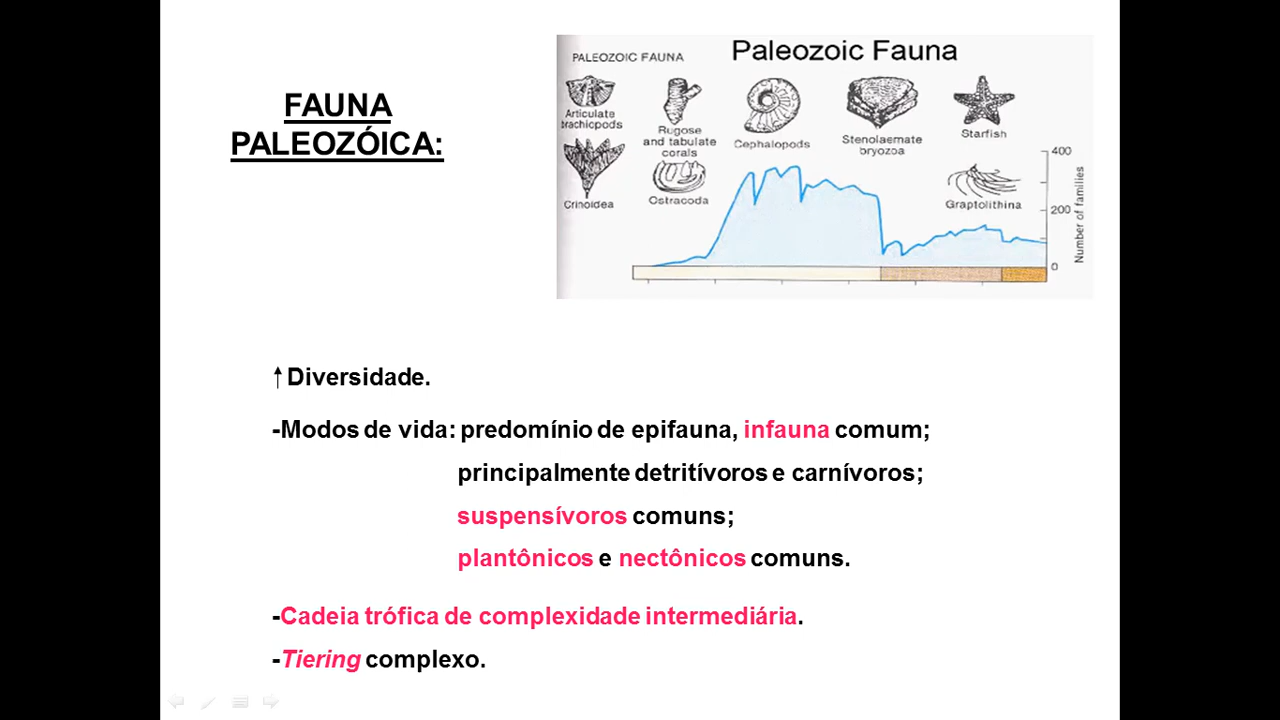 FAUNA
PALEOZÓICA:
PALEOZOIC FAUNA
Paleozoic Fauna
Articulate
brachiopods
Rugose
and tabulate
corals
Cephalopods
Stenolaemate
bryozoa
Starfish
Crinoidea
Ostracoda
Graptolithina
400
200
0
Number of families
↑Diversidade.
-Modos de vida: predomínio de epifauna, infauna comum;
principalmente detritívoros e carnívoros;
suspensívoros comuns;
plantônicos e nectônicos comuns.
-Cadeia trófica de complexidade intermediária.
-Tiering complexo.